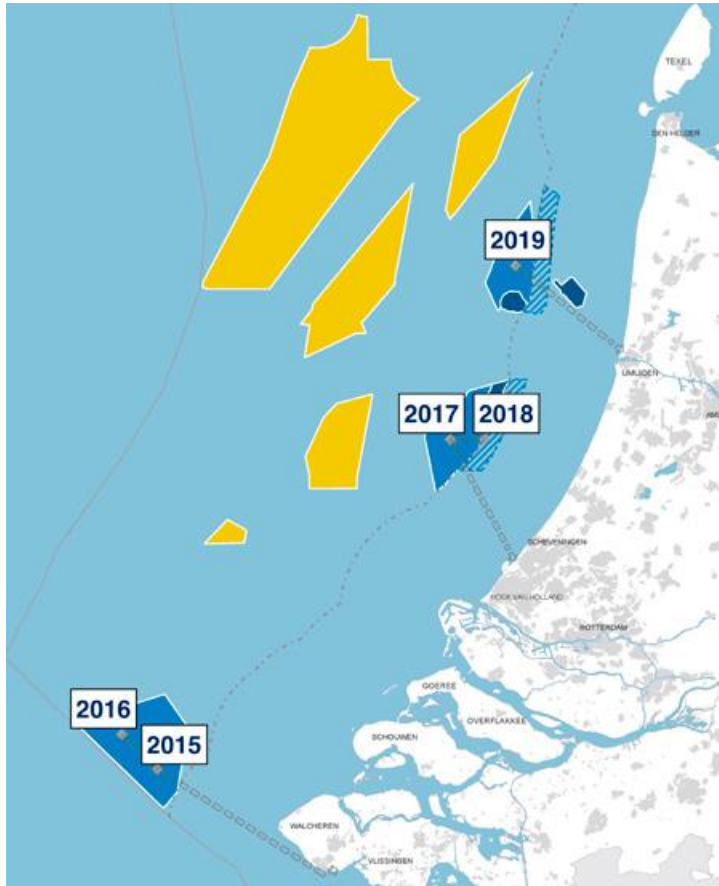 TEXEL
DEN HELDER
2019
IJMUIDEN
2017
2018
SCHEVENINGEN
HOEK VAN HOLLAND
ROTTERDAM
GOEREE
2016
OVERFLAKKEE
SCHOUWEN
2015
WALCHEREN
VLISSINGEN